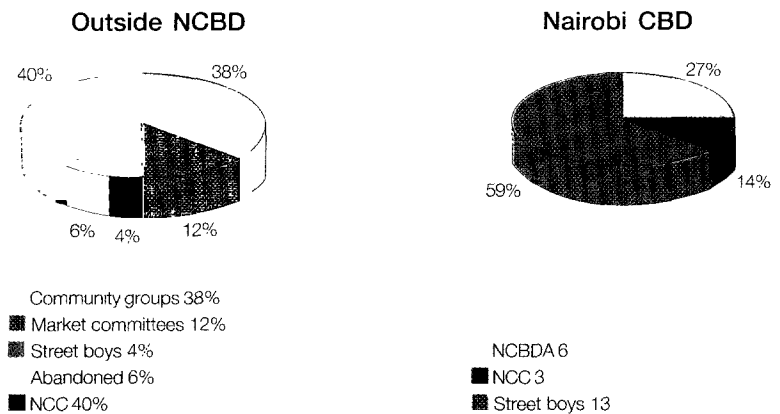 Outside NCBD
40%
38%
6%
4%
12%
Community groups 38%
Market committees 12%
Street boys 4%
Abandoned 6%
NCC 40%
Nairobi CBD
27%
59%
14%
NCBDA 6
NCC 3
Street boys 13